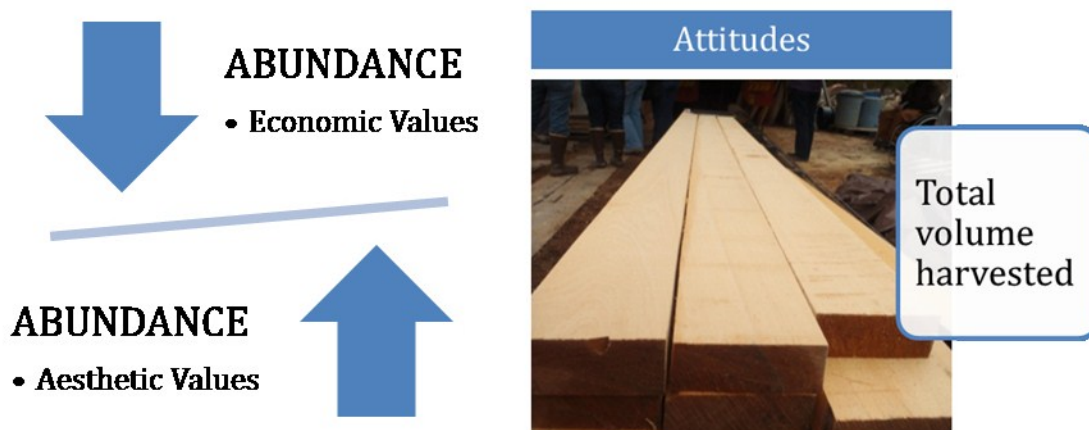 ABUNDANCE
• Economic Values
ABUNDANCE
• Aesthetic Values
Attitudes
Total
volume
harvested